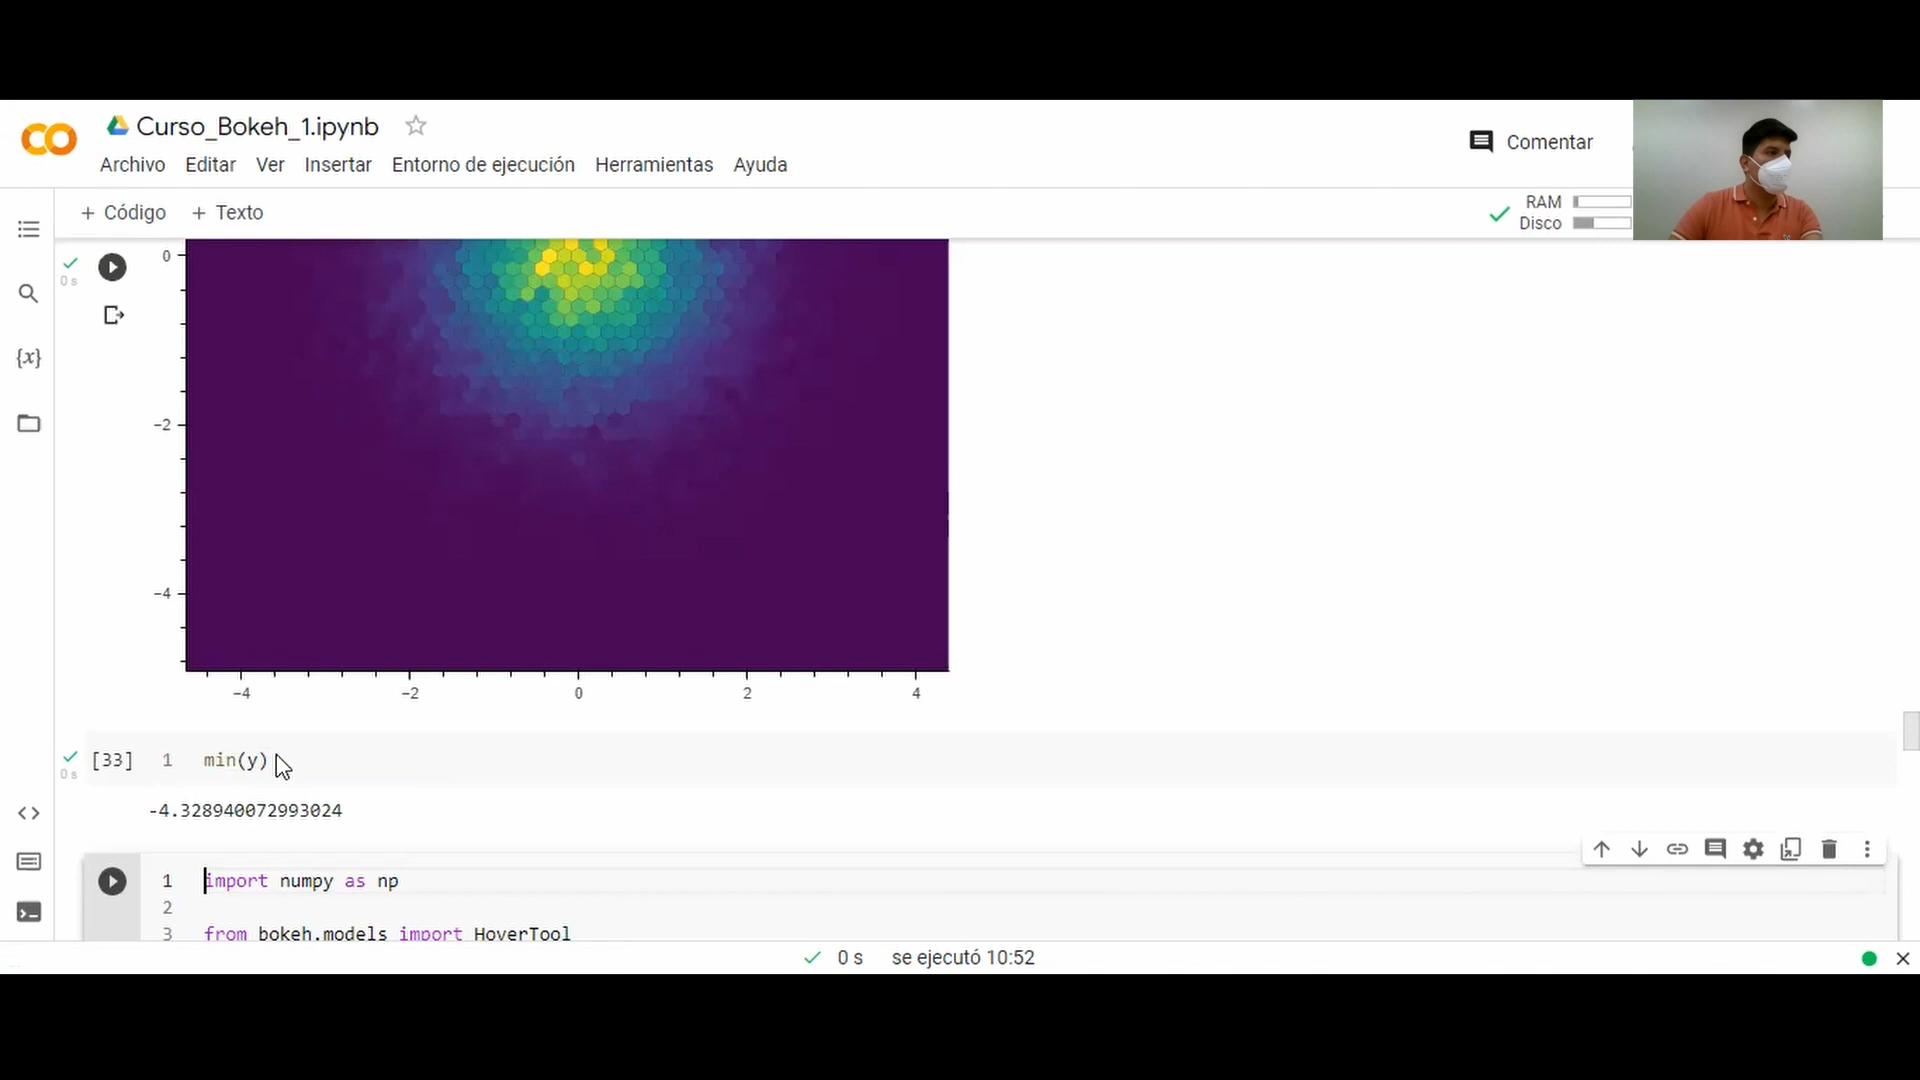 Curso_Bokeh_1.ipynb
Archivo Editar Ver Insertar Entorno de ejecución Herramientas Ayuda
Comentar
+ Código + Texto
RAM
Disco
0 s
0
-2
-4
-4 -2 0 2 4
[33] 1 min(y)
0 s
-4.328940072993024
1 import numpy as np
2
3 from bokeh.models import HoverTool
0 s se ejecutó 10:52